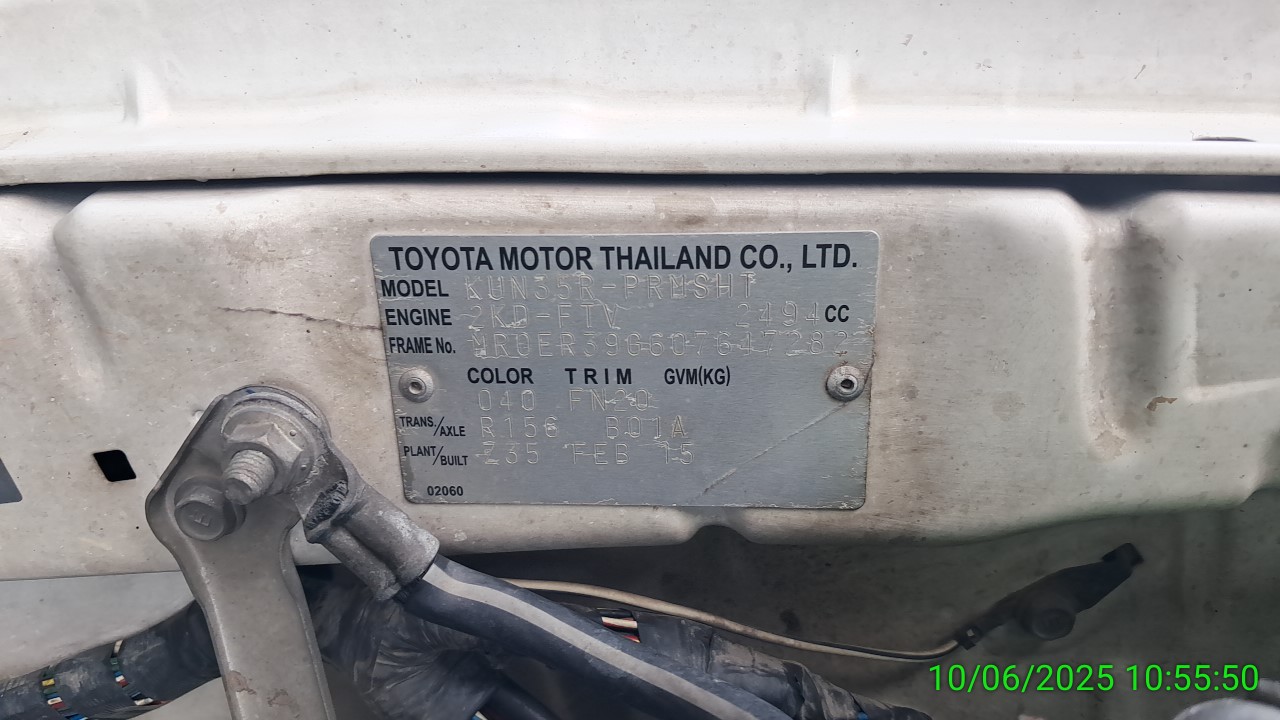 TOYOTA MOTOR THAILAND CO., LTD.
MODEL KUN35R-PRMSHT
ENGINE 2KD-FTV 2494 CC
FRAME No. MR0ER39G607647282
COLOR TRIM GVM(KG)
040 FN20
TRANS./AXLE R156 B01A
PLANT/BUILT 235 FEB 15
02060
10/06/2025 10:55:50